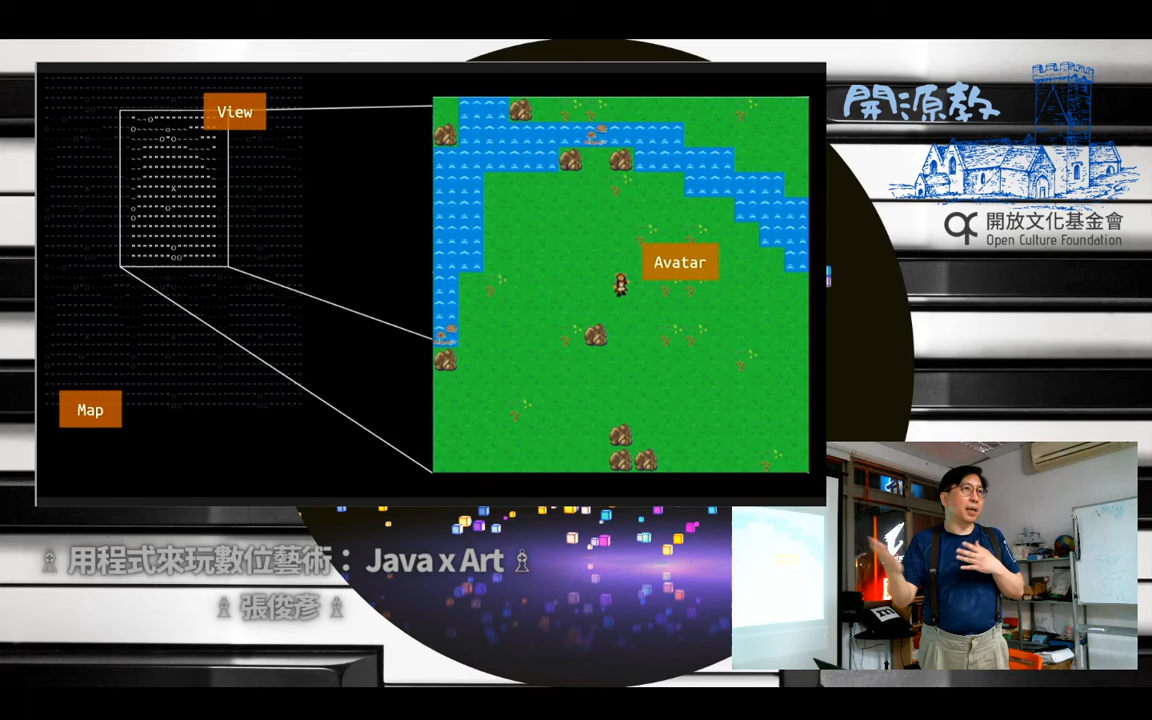 View
Avatar
Map
開源教
開放文化基金會
Open Culture Foundation
用程式來玩數位藝術： Java x Art
張俊彥